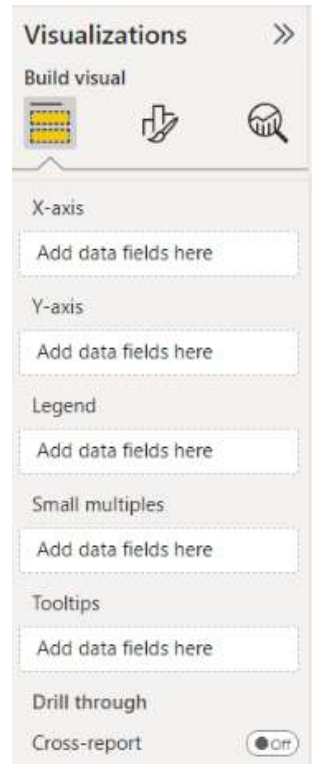 Visualizations
Build visual
X-axis
Add data fields here
Y-axis
Add data fields here
Legend
Add data fields here
Small multiples
Add data fields here
Tooltips
Add data fields here
Drill through
Cross-report Off